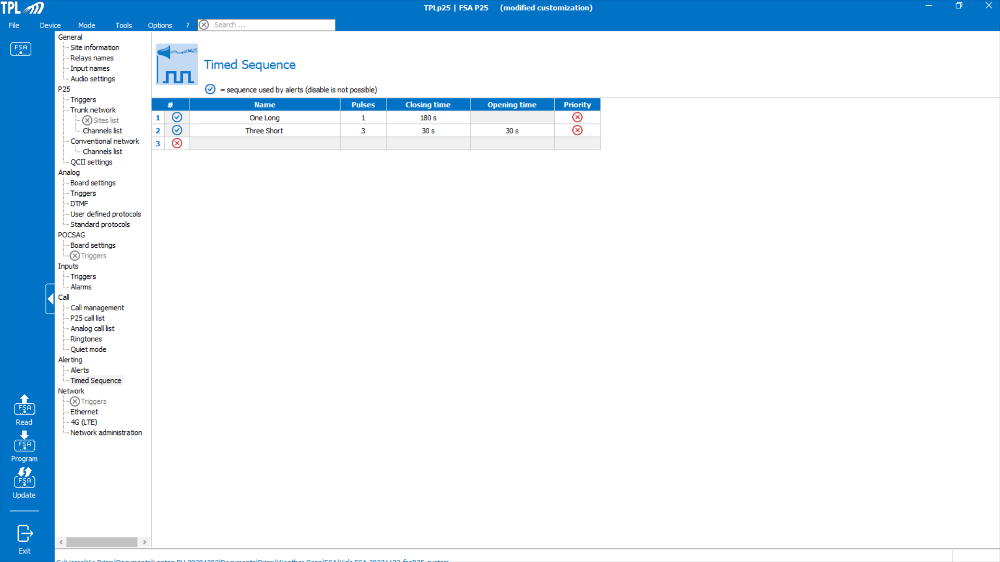 TPL
TPLp25 | FSA P25 (modified customization)
File Device Mode Tools Options ? Search ...
FSA
General
Site information
Relays names
Input names
Audio settings
P25
Triggers
Trunk network
Sites list
Channels list
Conventional network
Channels list
QCII settings
Analog
Board settings
Triggers
DTMF
User defined protocols
Standard protocols
POCSAG
Board settings
Triggers
Inputs
Triggers
Alarms
Call
Call management
P25 call list
Analog call list
Ringtones
Quiet mode
Alerting
Alerts
Timed Sequence
Network
Triggers
Ethernet
4G (LTE)
Network administration
FSA
Read
FSA
Program
FSA
Update
Exit
Timed Sequence
= sequence used by alerts (disable is not possible)
# Name Pulses Closing time Opening time Priority
1 One Long 1 180 s
2 Three Short 3 30 s 30 s
3